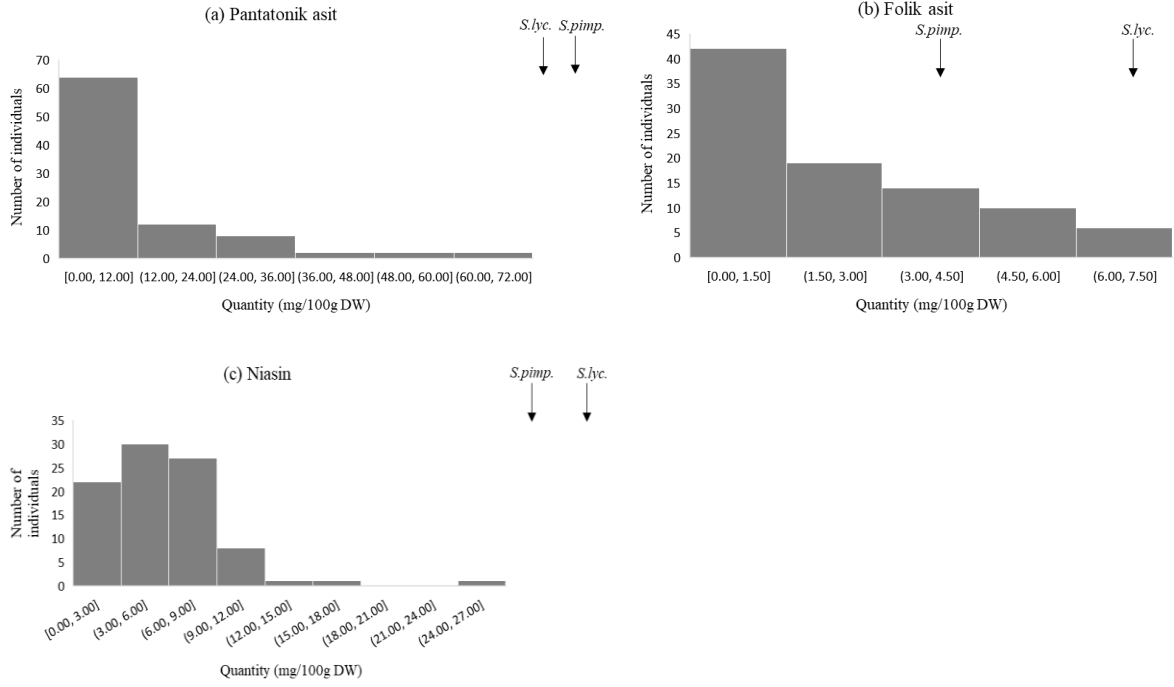 (a) Pantatonik asit
S.lyc. S.pimp.
Number of individuals
70
60
50
40
30
20
10
0
[0.00, 12.00] (12.00, 24.00] (24.00, 36.00] (36.00, 48.00] (48.00, 60.00] (60.00, 72.00]
Quantity (mg/100g DW)
(b) Folik asit
S.pimp. S.lyc.
Number of individuals
45
40
35
30
25
20
15
10
5
0
[0.00, 1.50] (1.50, 3.00] (3.00, 4.50] (4.50, 6.00] (6.00, 7.50]
Quantity (mg/100g DW)
(c) Niasin
S.pimp. S.lyc.
Number of
individuals
35
30
25
20
15
10
5
0
[0.00, 3.00] (3.00, 6.00] (6.00, 9.00] (9.00, 12.00] (12.00, 15.00] (15.00, 18.00] (18.00, 21.00] (21.00, 24.00] (24.00, 27.00]
Quantity (mg/100g DW)